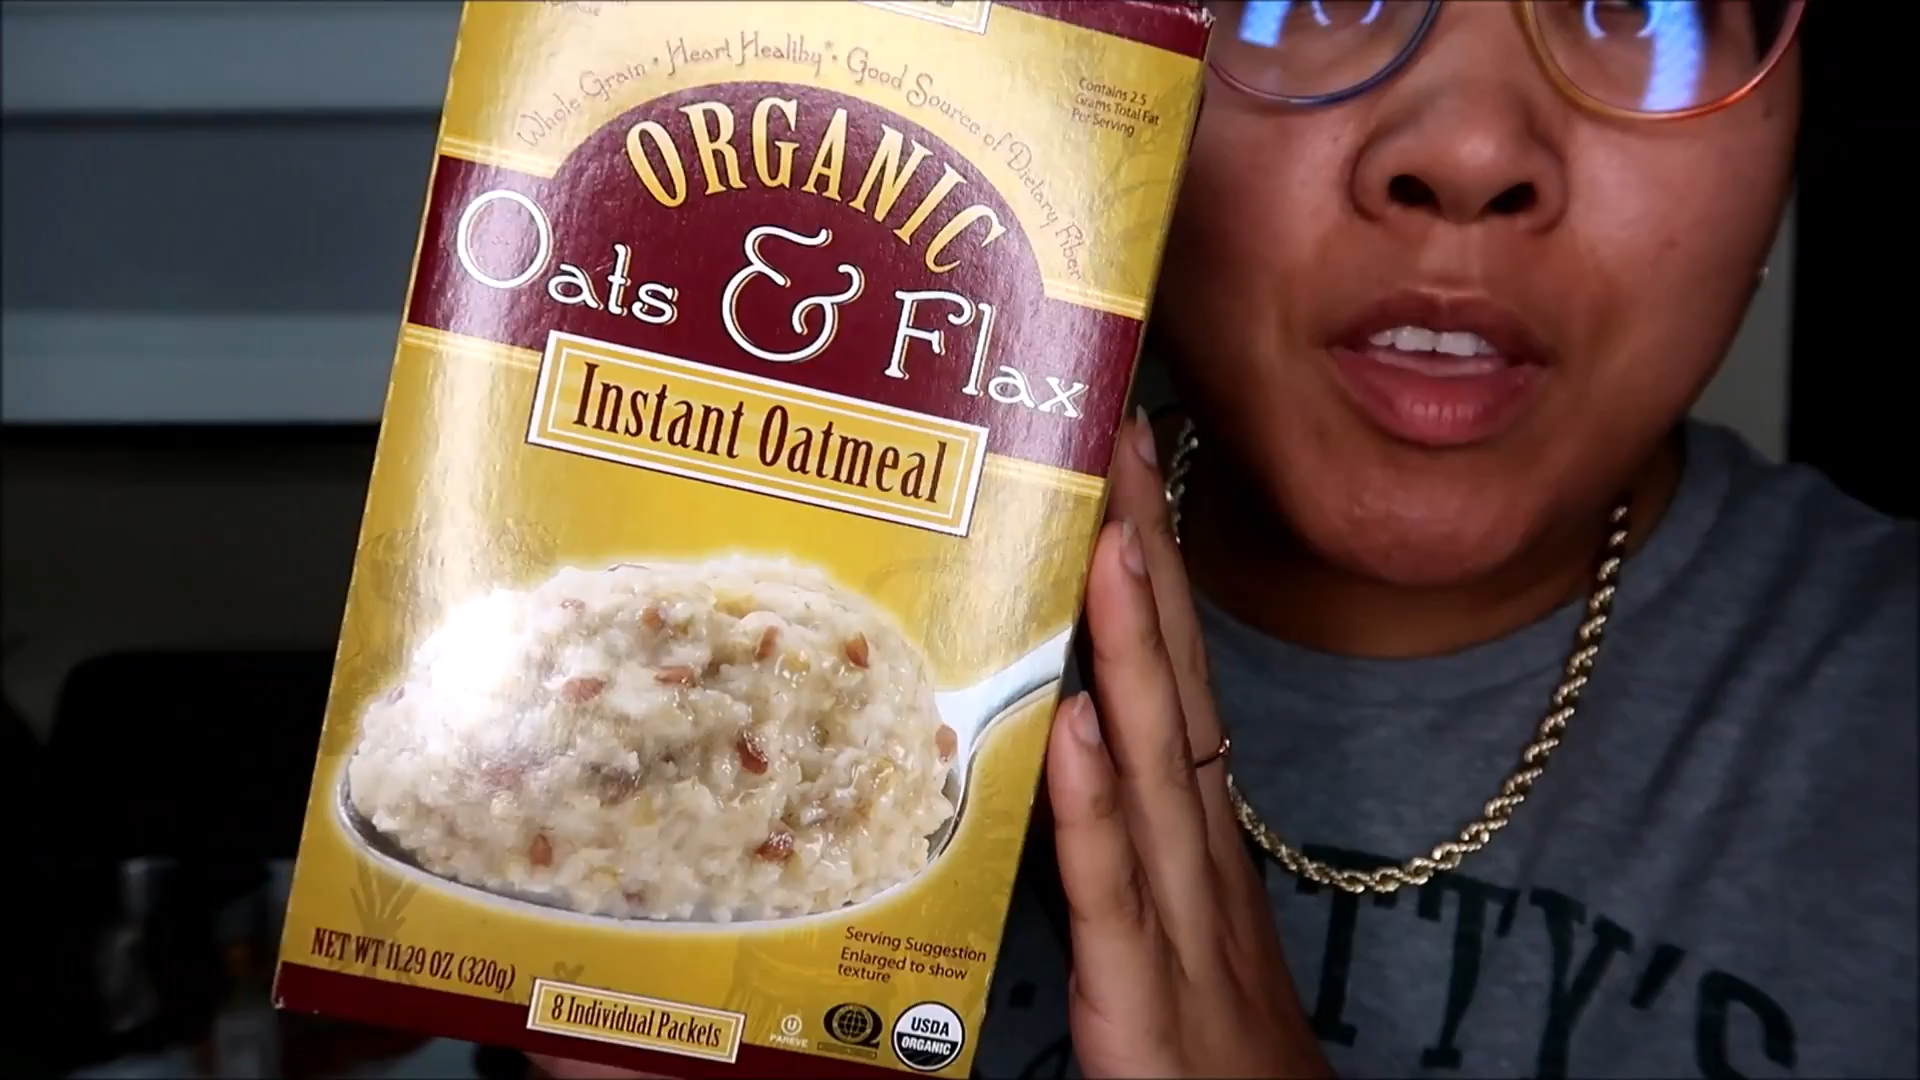 Whole Grain • Heart Healthy* • Good Source of Dietary Fiber
Contains 2.5
Grams Total Fat
Per Serving
ORGANIC
Oats & Flax
Instant Oatmeal
NET WT 11.29 OZ (320g)
8 Individual Packets
Serving Suggestion
Enlarged to show
texture
U
PAREVE
USDA
ORGANIC
TTY'S